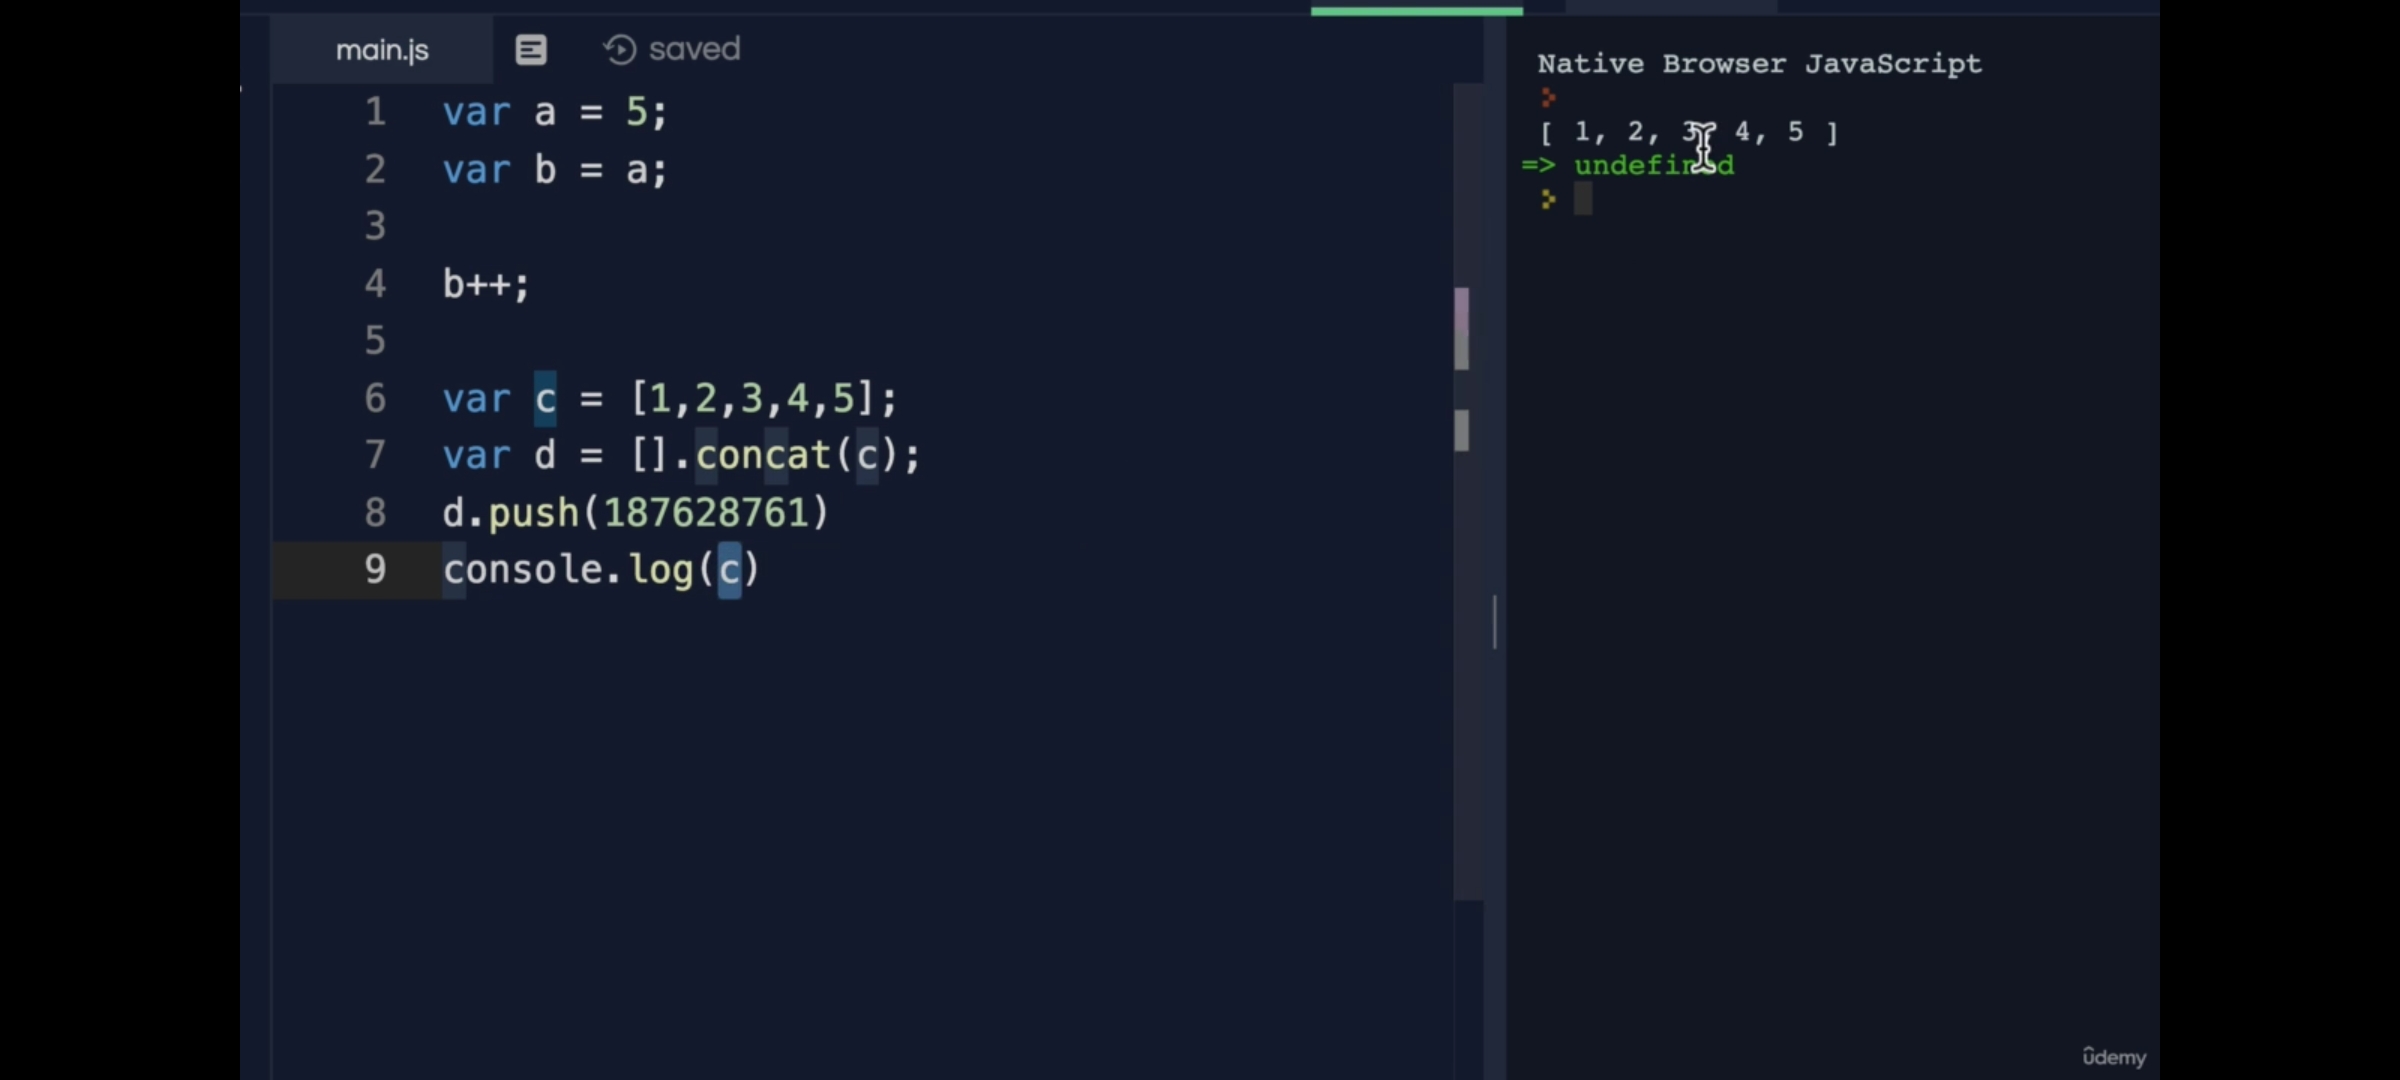 main.js saved
1 var a = 5;
2 var b = a;
3
4 b++;
5
6 var c = [1,2,3,4,5];
7 var d = [].concat(c);
8 d.push(187628761)
9 console.log(c)
Native Browser JavaScript
[ 1, 2, 3, 4, 5 ]
=> undefined
ûdemy